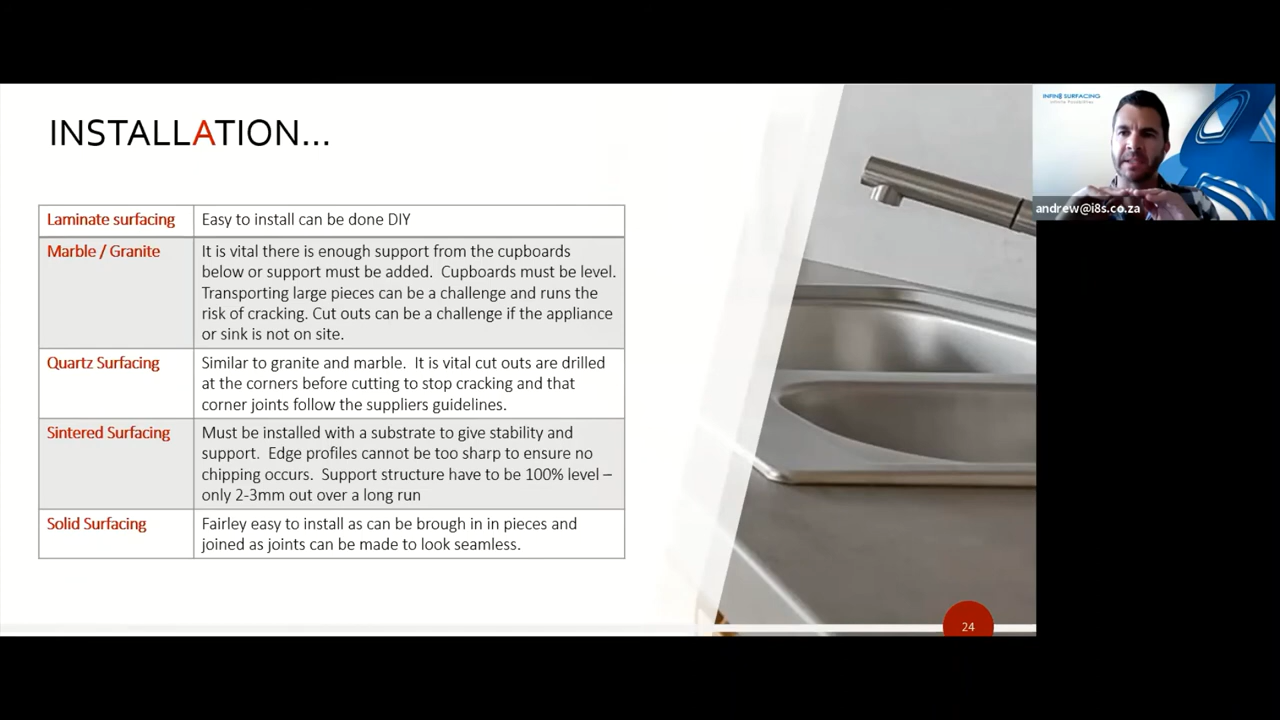 INSTALLATION...
Laminate surfacing
Easy to install can be done DIY
Marble / Granite
It is vital there is enough support from the cupboards
below or support must be added.  Cupboards must be level.
Transporting large pieces can be a challenge and runs the
risk of cracking. Cut outs can be a challenge if the appliance
or sink is not on site.
Quartz Surfacing
Similar to granite and marble.  It is vital cut outs are drilled
at the corners before cutting to stop cracking and that
corner joints follow the suppliers guidelines.
Sintered Surfacing
Must be installed with a substrate to give stability and
support.  Edge profiles cannot be too sharp to ensure no
chipping occurs.  Support structure have to be 100% level –
only 2-3mm out over a long run
Solid Surfacing
Fairley easy to install as can be brough in in pieces and
joined as joints can be made to look seamless.
24
INFIN8 SURFACING
Infinite Possibilities
andrew@i8s.co.za